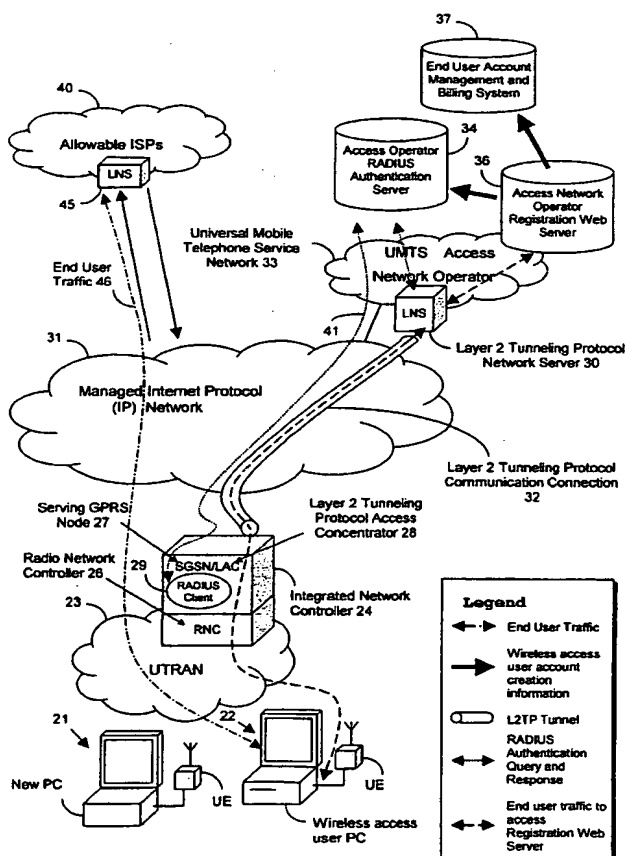 37
End User Account
Management and
Billing System
40
Allowable ISPs
LNS
45
34
Access Operator
RADIUS
Authentication
Server
36
Access Network
Operator
Registration Web
Server
Universal Mobile
Telephone Service
Network 33
UMTS Access
Network Operator
End User
Traffic 46
LNS
41
31
Layer 2 Tunneling Protocol
Network Server 30
Managed Internet Protocol
(IP) Network
Layer 2 Tunneling Protocol
Communication Connection
32
Serving GPRS
Node 27
Layer 2 Tunneling
Protocol Access
Concentrator 28
Radio Network
Controller 26
29
SGSN/LAC
RADIUS
Client
Integrated Network
Controller 24
RNC
23
UTRAN
21
22
New PC
UE
UE
Wireless access
user PC
Legend
End User Traffic
Wireless access
user account
creation
information
L2TP Tunnel
RADIUS
Authentication
Query and
Response
End user traffic to
access
Registration Web
Server